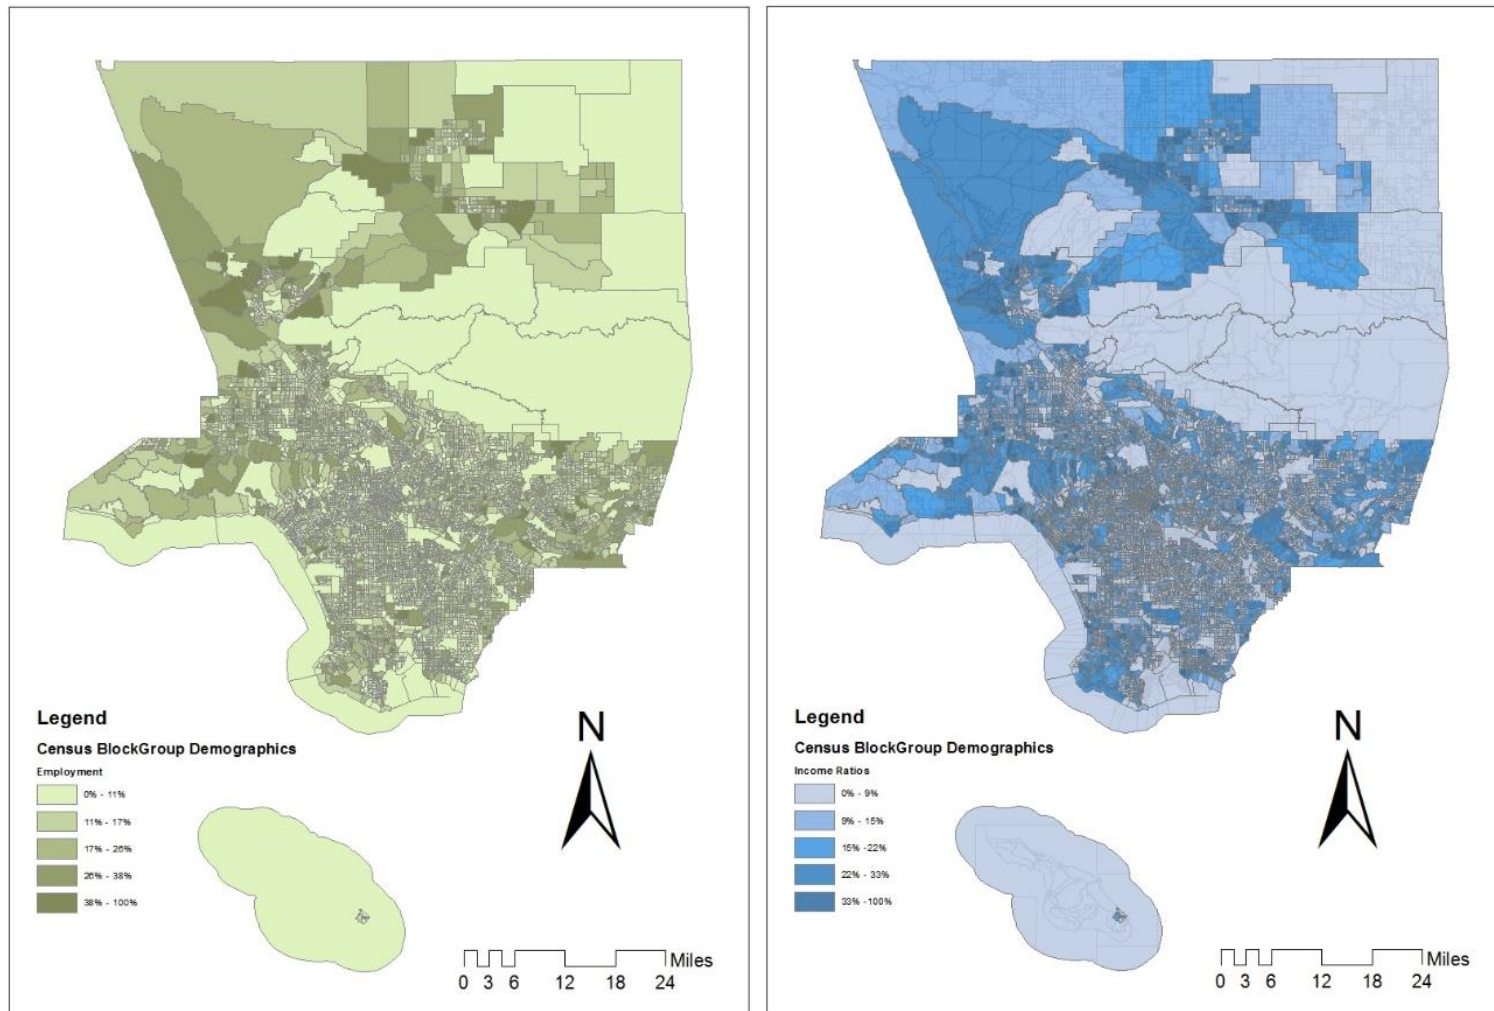 Legend
Census BlockGroup Demographics
Employment
0% - 11%
11% - 17%
17% - 26%
26% - 38%
38% - 100%
N
Miles
0 3 6 12 18 24
Legend
Census BlockGroup Demographics
Income Ratios
0% - 9%
9% - 15%
15% -22%
22% - 33%
33% -100%
N
Miles
0 3 6 12 18 24